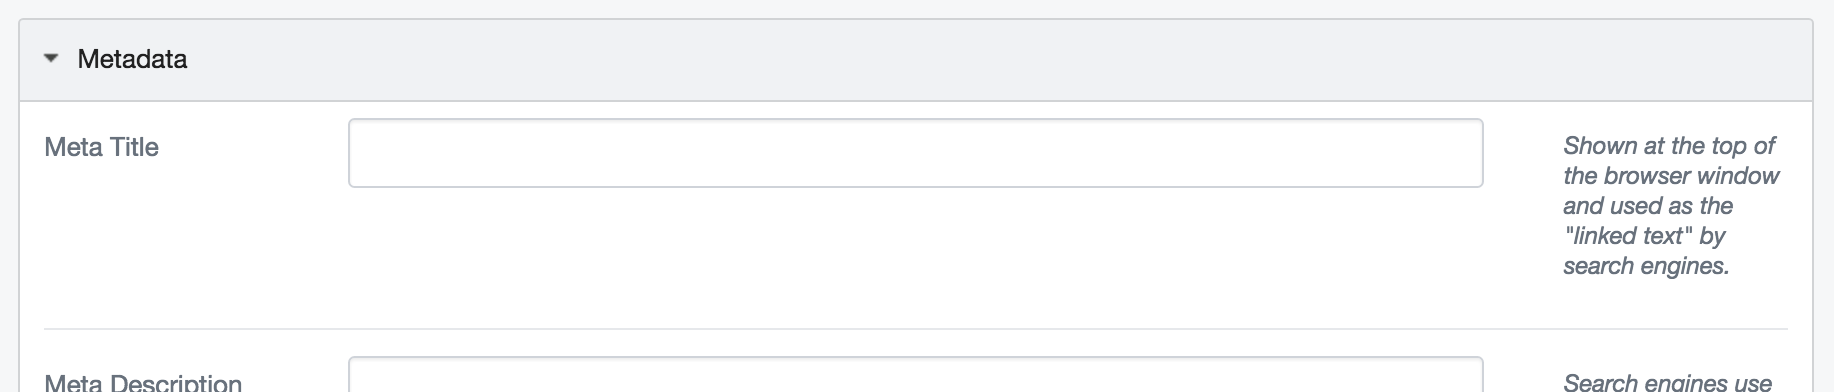 Metadata
Meta Title
Shown at the top of
the browser window
and used as the
"linked text" by
search engines.
Meta Description
Search engines use